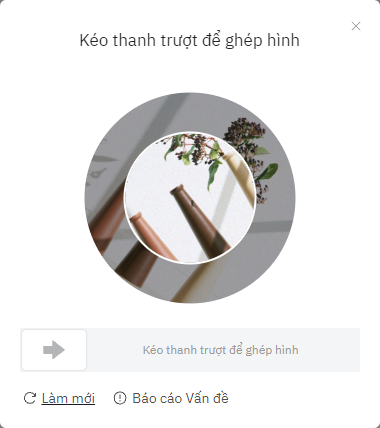 Kéo thanh trượt để ghép hình
Kéo thanh trượt để ghép hình
Làm mới
Báo cáo Vấn đề